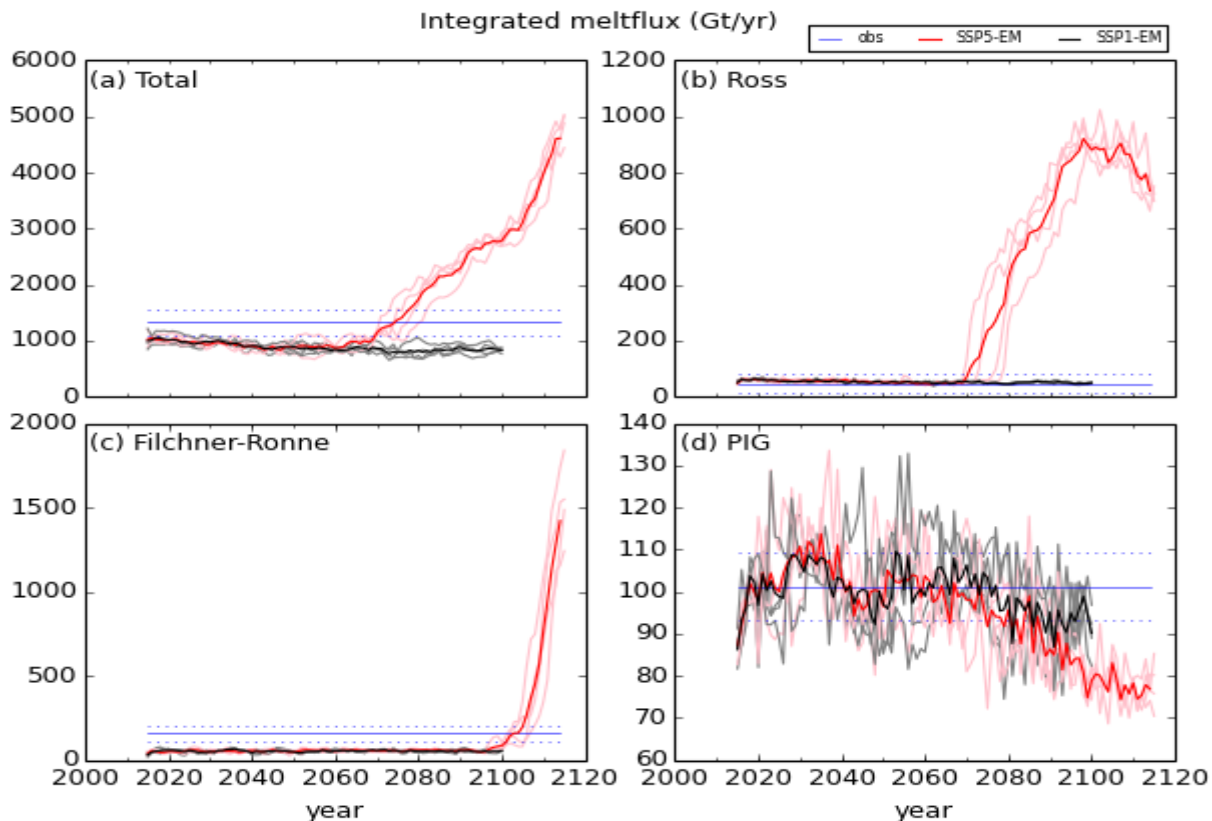 Integrated meltflux (Gt/yr)
obs SSP5-EM SSP1-EM
(a) Total
6000
5000
4000
3000
2000
1000
0
(b) Ross
1200
1000
800
600
400
200
0
(c) Filchner-Ronne
2000
1500
1000
500
0
2000 2020 2040 2060 2080 2100 2120
year
(d) PIG
140
130
120
110
100
90
80
70
60
2000 2020 2040 2060 2080 2100 2120
year